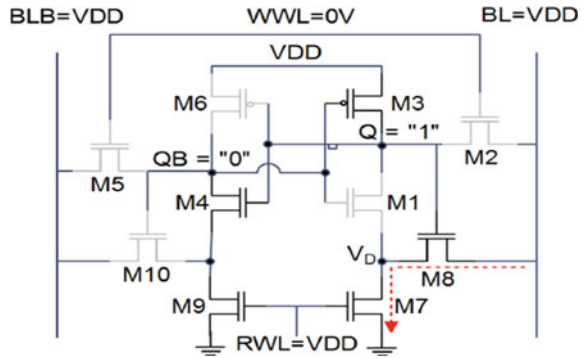 BLB=VDD WWL=0V BL=VDD
VDD
M6 M3
Q = "1"
QB = "0" M2
M5
M4 M1
V_D
M10 M8
M9 M7
RWL=VDD